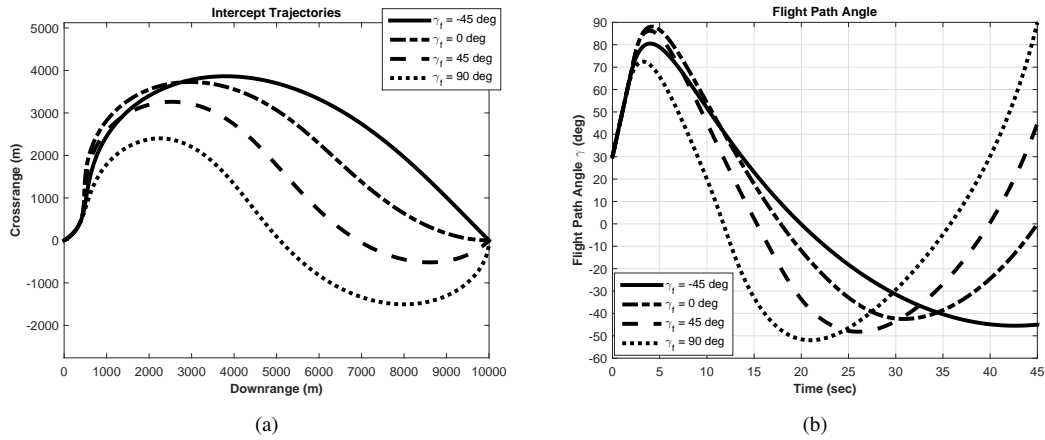 Intercept Trajectories
γf = -45 deg
γf = 0 deg
γf = 45 deg
γf = 90 deg
5000
4000
3000
2000
1000
0
-1000
-2000
Crossrange (m)
0 1000 2000 3000 4000 5000 6000 7000 8000 9000 10000
Downrange (m)
(a)
Flight Path Angle
90
80
70
60
50
40
30
20
10
0
-10
-20
-30
-40
-50
-60
Flight Path Angle γ (deg)
γf = -45 deg
γf = 0 deg
γf = 45 deg
γf = 90 deg
0 5 10 15 20 25 30 35 40 45
Time (sec)
(b)